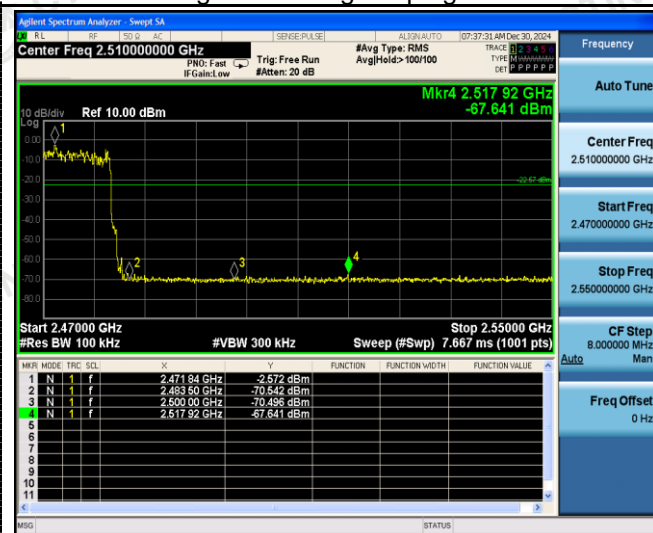 Agilent Spectrum Analyzer - Swept SA
RL RF 50 Ω AC SENSE:PULSE ALIGN AUTO 07:37:31 AM Dec 30, 2024
Center Freq 2.510000000 GHz
PNO: Fast
IFGain:Low
Trig: Free Run
#Atten: 20 dB
#Avg Type: RMS
Avg|Hold:> 100/100
TRACE 1 2 3 4 5 6
TYPE
DET P P P P P P
Mkr4 2.517 92 GHz
-67.641 dBm
10 dB/div Ref 10.00 dBm
Log
0.00
-10.0
-20.0
-30.0
-40.0
-50.0
-60.0
-70.0
-80.0
1
2
3
4
-22.57 dBm
Start 2.47000 GHz Stop 2.55000 GHz
#Res BW 100 kHz #VBW 300 kHz Sweep (#Swp) 7.667 ms (1001 pts)
MKR MODE TRC SCL X Y FUNCTION FUNCTION WIDTH FUNCTION VALUE
1 N 1 f 2.471 84 GHz -2.572 dBm
2 N 1 f 2.483 50 GHz -70.542 dBm
3 N 1 f 2.500 00 GHz -70.496 dBm
4 N 1 f 2.517 92 GHz -67.641 dBm
5
6
7
8
9
10
11
MSG STATUS
Frequency
Auto Tune
Center Freq
2.510000000 GHz
Start Freq
2.470000000 GHz
Stop Freq
2.550000000 GHz
CF Step
8.000000 MHz
Auto Man
Freq Offset
0 Hz